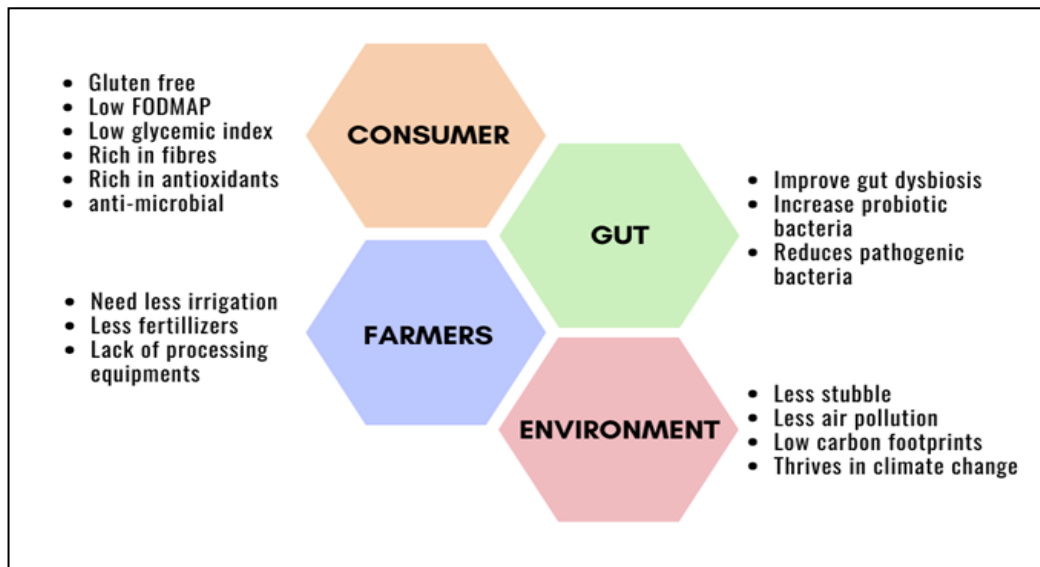 • Gluten free
• Low FODMAP
• Low glycemic index
• Rich in fibres
• Rich in antioxidants
• anti-microbial
CONSUMER
GUT
• Improve gut dysbiosis
• Increase probiotic
bacteria
• Reduces pathogenic
bacteria
• Need less irrigation
• Less fertillizers
• Lack of processing
equipments
FARMERS
ENVIRONMENT
• Less stubble
• Less air pollution
• Low carbon footprints
• Thrives in climate change